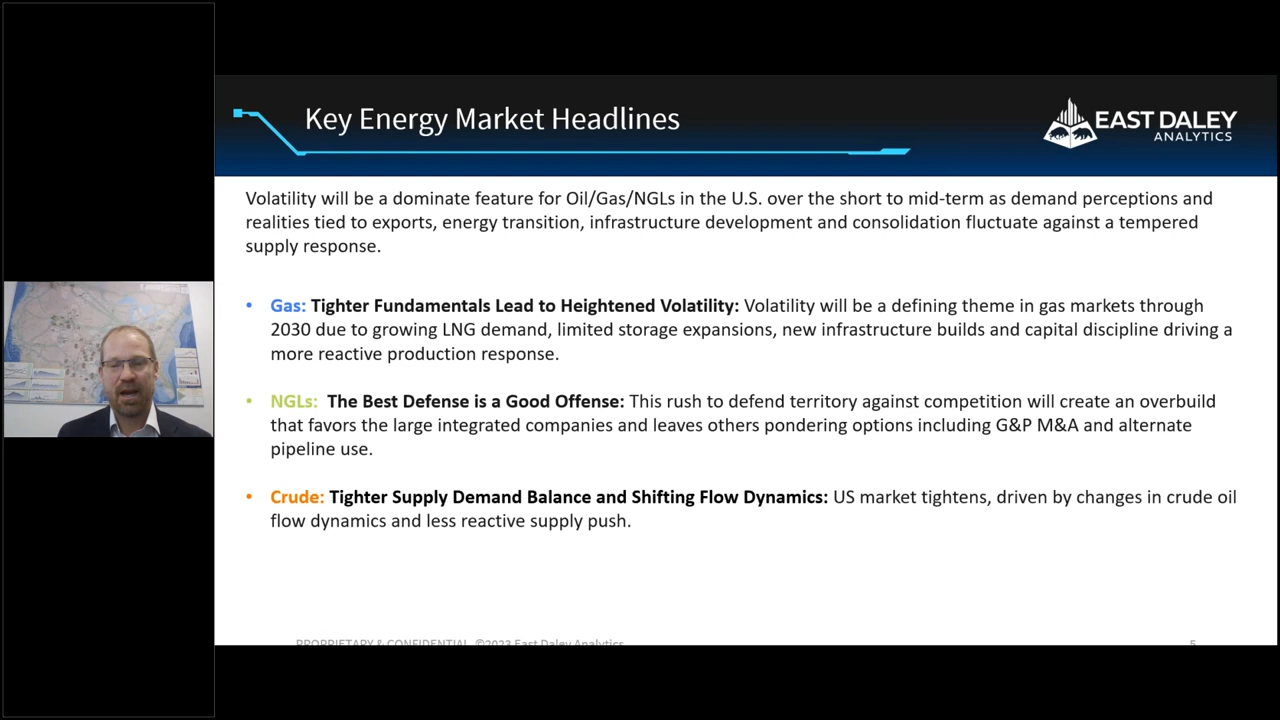 Key Energy Market Headlines
EAST DALEY
ANALYTICS
Volatility will be a dominate feature for Oil/Gas/NGLs in the U.S. over the short to mid-term as demand perceptions and
realities tied to exports, energy transition, infrastructure development and consolidation fluctuate against a tempered
supply response.
• Gas: Tighter Fundamentals Lead to Heightened Volatility: Volatility will be a defining theme in gas markets through
2030 due to growing LNG demand, limited storage expansions, new infrastructure builds and capital discipline driving a
more reactive production response.
• NGLs: The Best Defense is a Good Offense: This rush to defend territory against competition will create an overbuild
that favors the large integrated companies and leaves others pondering options including G&P M&A and alternate
pipeline use.
• Crude: Tighter Supply Demand Balance and Shifting Flow Dynamics: US market tightens, driven by changes in crude oil
flow dynamics and less reactive supply push.
PROPRIETARY & CONFIDENTIAL ©2023 East Daley Analytics
5